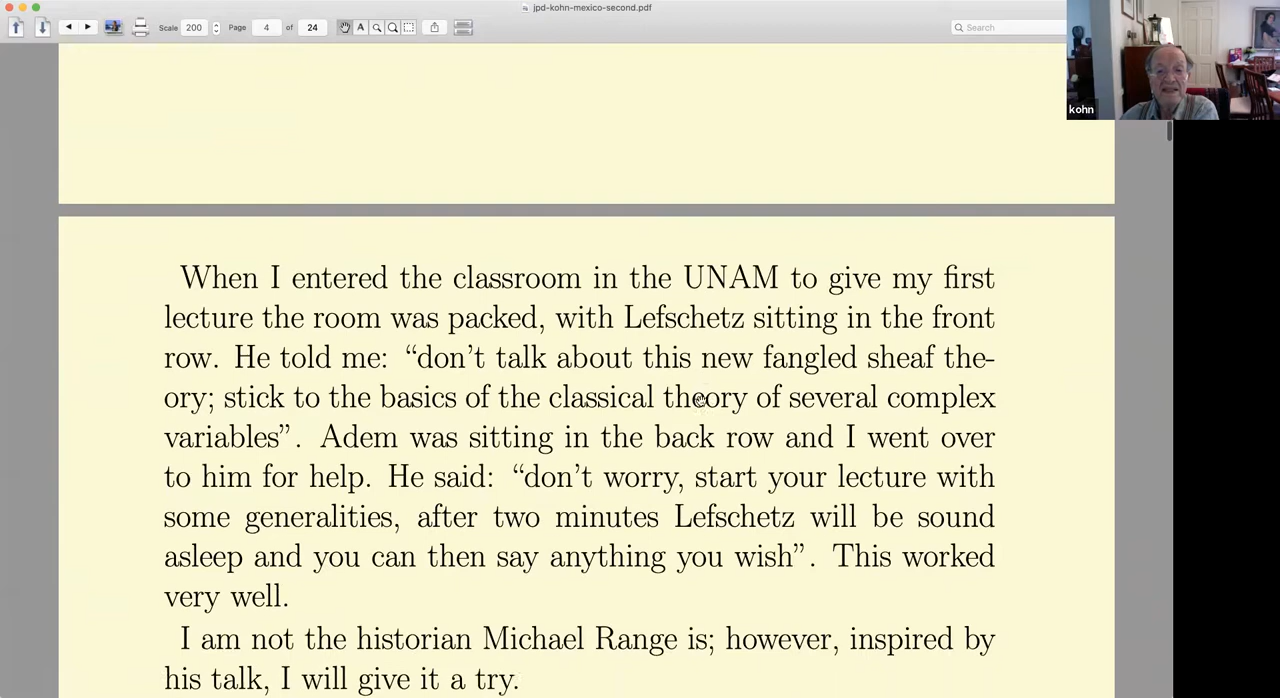 jpd-kohn-mexico-second.pdf
Scale 200 Page 4 of 24
Search
kohn
When I entered the classroom in the UNAM to give my first
lecture the room was packed, with Lefschetz sitting in the front
row. He told me: “don’t talk about this new fangled sheaf the-
ory; stick to the basics of the classical theory of several complex
variables”. Adem was sitting in the back row and I went over
to him for help. He said: “don’t worry, start your lecture with
some generalities, after two minutes Lefschetz will be sound
asleep and you can then say anything you wish”. This worked
very well.
I am not the historian Michael Range is; however, inspired by
his talk, I will give it a try.